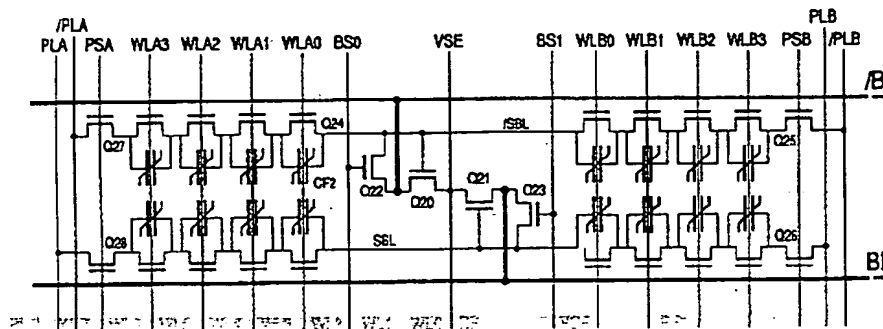 /PLA
PLA PSA WLA3 WLA2 WLA1 WLA0 BS0 VSE BS1 WLB0 WLB1 WLB2 WLB3 PSB PLB /PLB
/B
Q24 /SBL
Q27 Q25
CF2 Q22 Q20 Q21 Q23
SBL
Q28 Q26